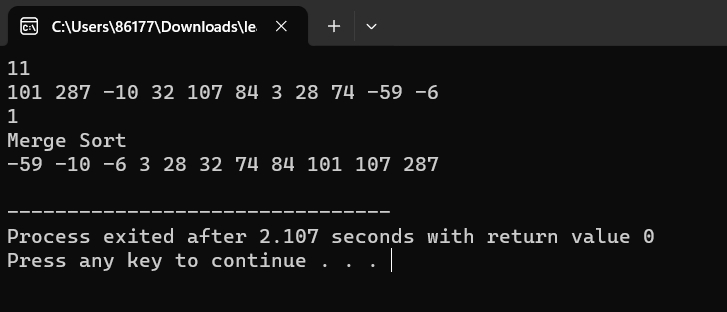 C:\Users\86177\Downloads\le
11
101 287 -10 32 107 84 3 28 74 -59 -6
1
Merge Sort
-59 -10 -6 3 28 32 74 84 101 107 287
--------------------------------
Process exited after 2.107 seconds with return value 0
Press any key to continue . . .